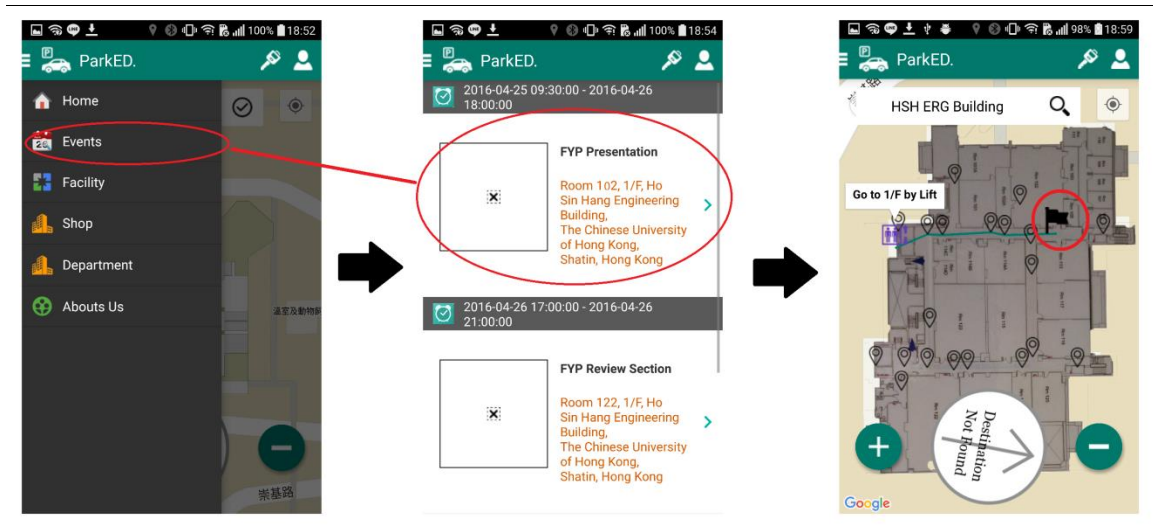 100% 18:52
ParkED.
Home
Events
Facility
Shop
Department
Abouts Us
崇基路
100% 18:54
ParkED.
2016-04-25 09:30:00 - 2016-04-26
18:00:00
FYP Presentation
Room 102, 1/F, Ho
Sin Hang Engineering
Building,
The Chinese University
of Hong Kong,
Shatin, Hong Kong
2016-04-26 17:00:00 - 2016-04-26
21:00:00
FYP Review Section
Room 122, 1/F, Ho
Sin Hang Engineering
Building,
The Chinese University
of Hong Kong,
Shatin, Hong Kong
98% 18:59
ParkED.
HSH ERG Building
Go to 1/F by Lift
Destination
Not Found
Google